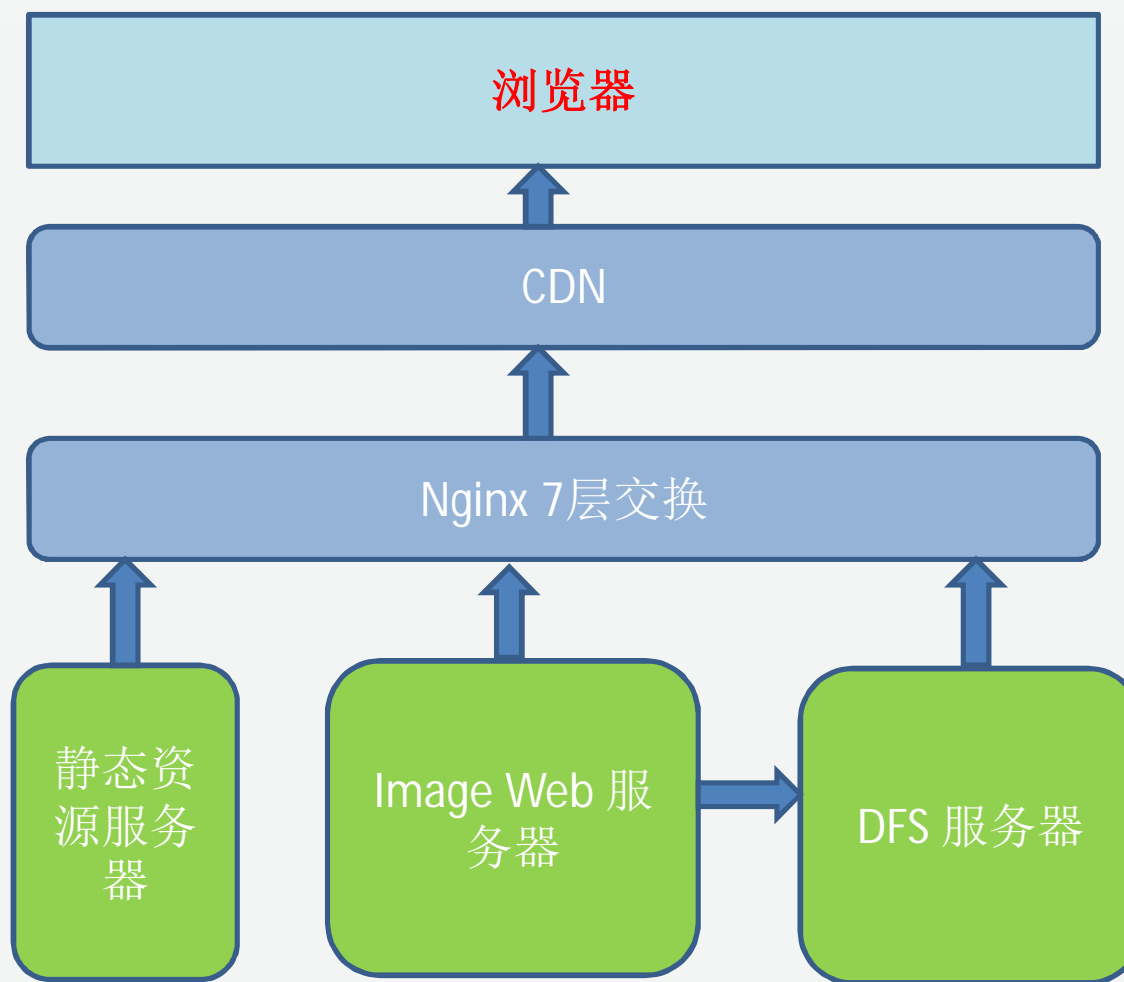 浏览器
CDN
Nginx 7层交换
静态资
源服务
器
Image Web 服
务器
DFS 服务器